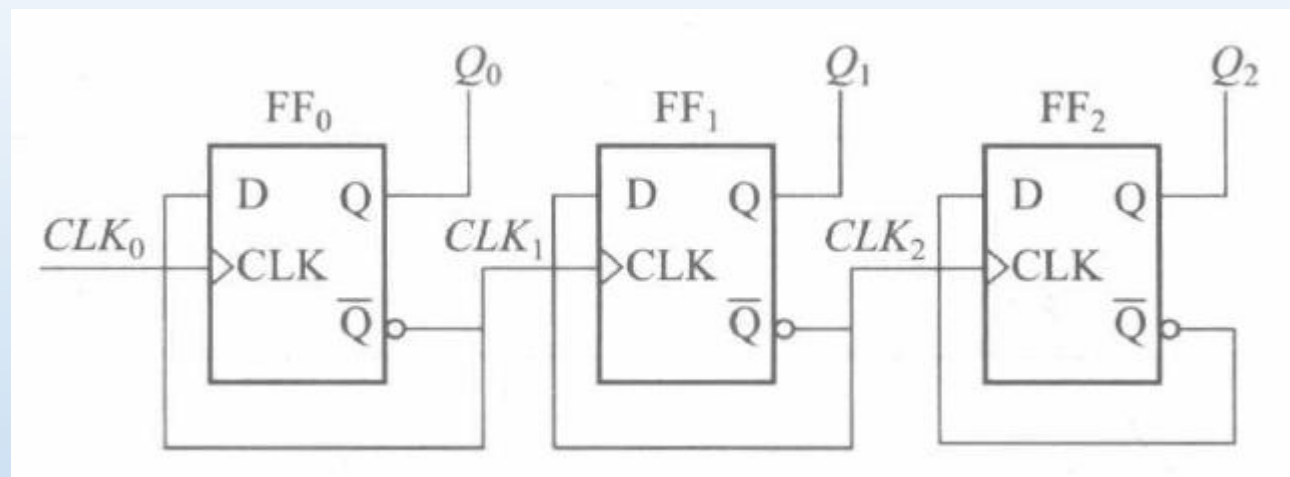 Q₀ Q₁ Q₂
FF₀ FF₁ FF₂
D Q D Q D Q
CLK₀ CLK CLK₁ CLK CLK₂ CLK
Q̅ Q̅ Q̅